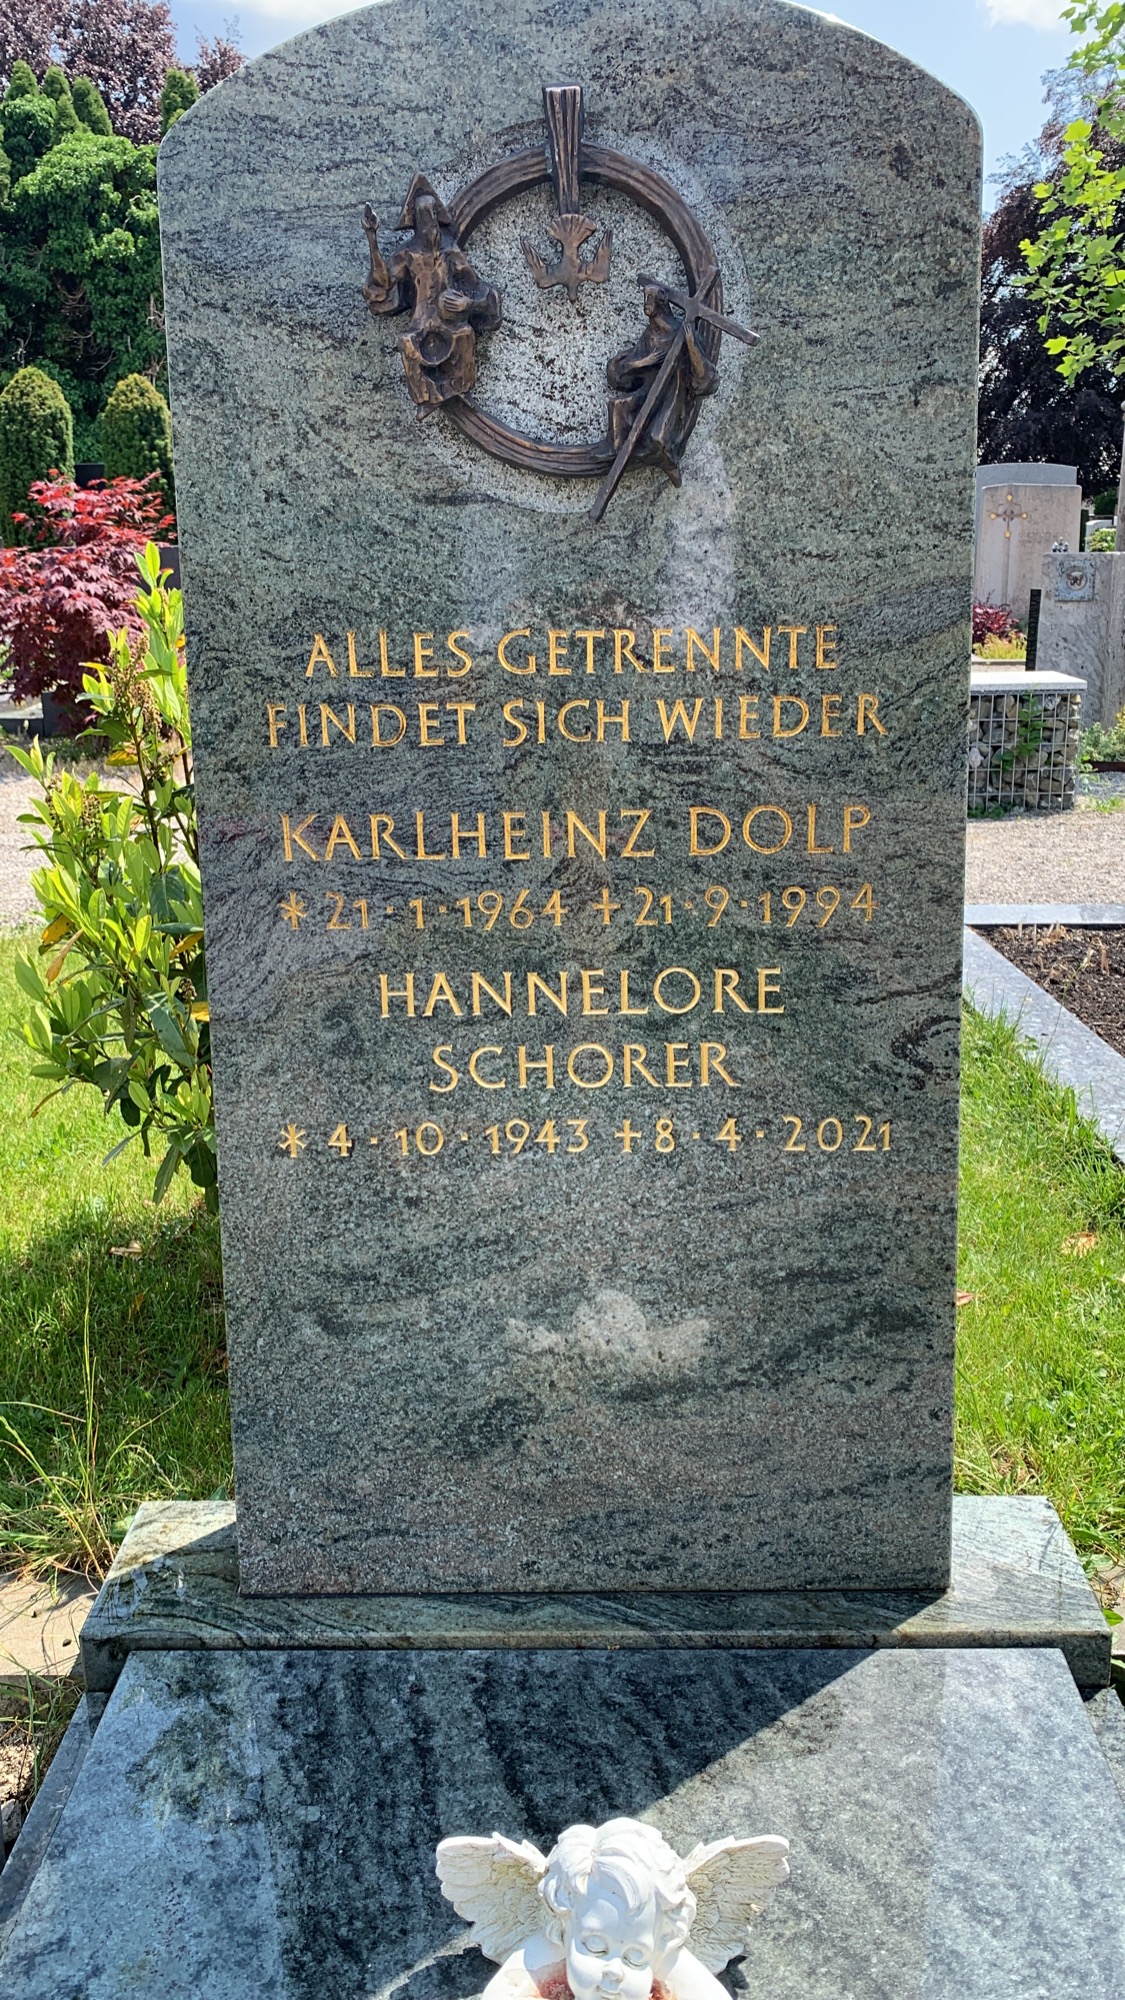 ALLES GETRENNTE
FINDET SICH WIEDER
KARLHEINZ DOLP
* 21·1·1964 +21·9·1994
HANNELORE
SCHORER
* 4·10·1943 +8·4·2021